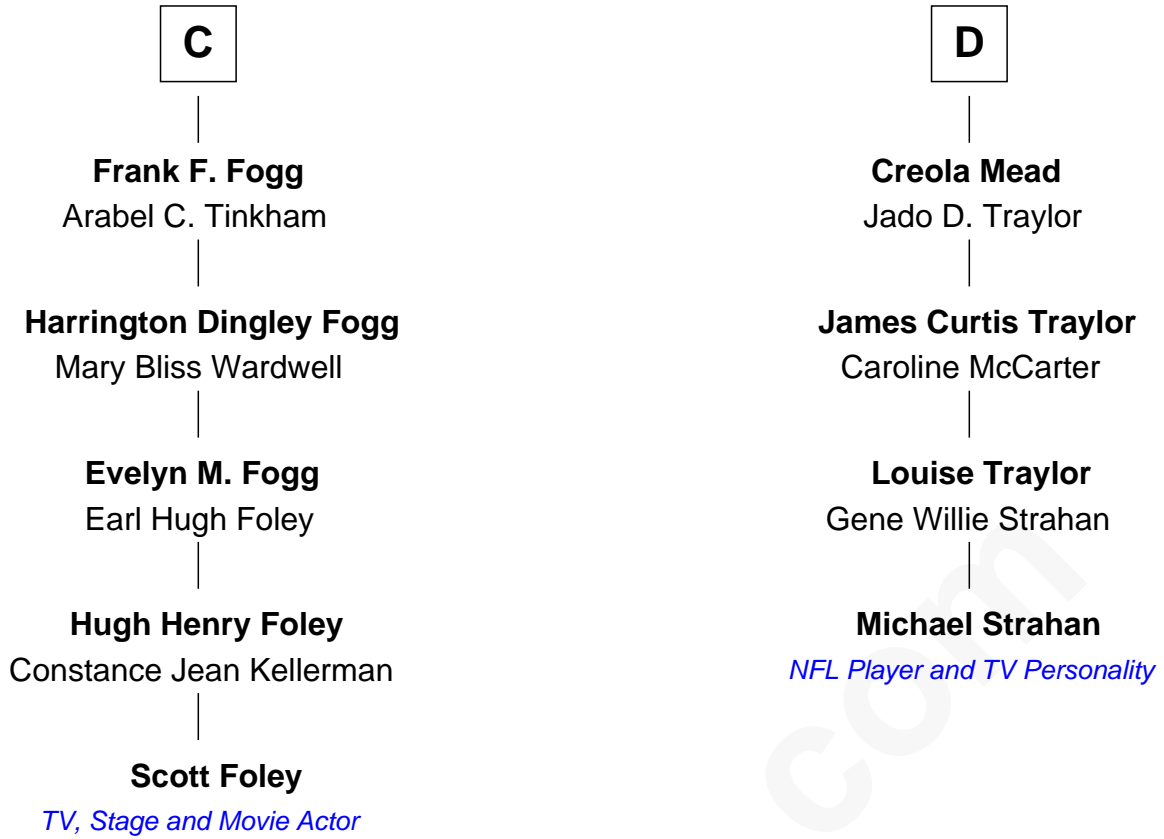 C
Frank F. Fogg
Arabel C. Tinkham
Harrington Dingley Fogg
Mary Bliss Wardwell
Evelyn M. Fogg
Earl Hugh Foley
Hugh Henry Foley
Constance Jean Kellerman
Scott Foley
TV, Stage and Movie Actor
D
Creola Mead
Jado D. Traylor
James Curtis Traylor
Caroline McCarter
Louise Traylor
Gene Willie Strahan
Michael Strahan
NFL Player and TV Personality
com